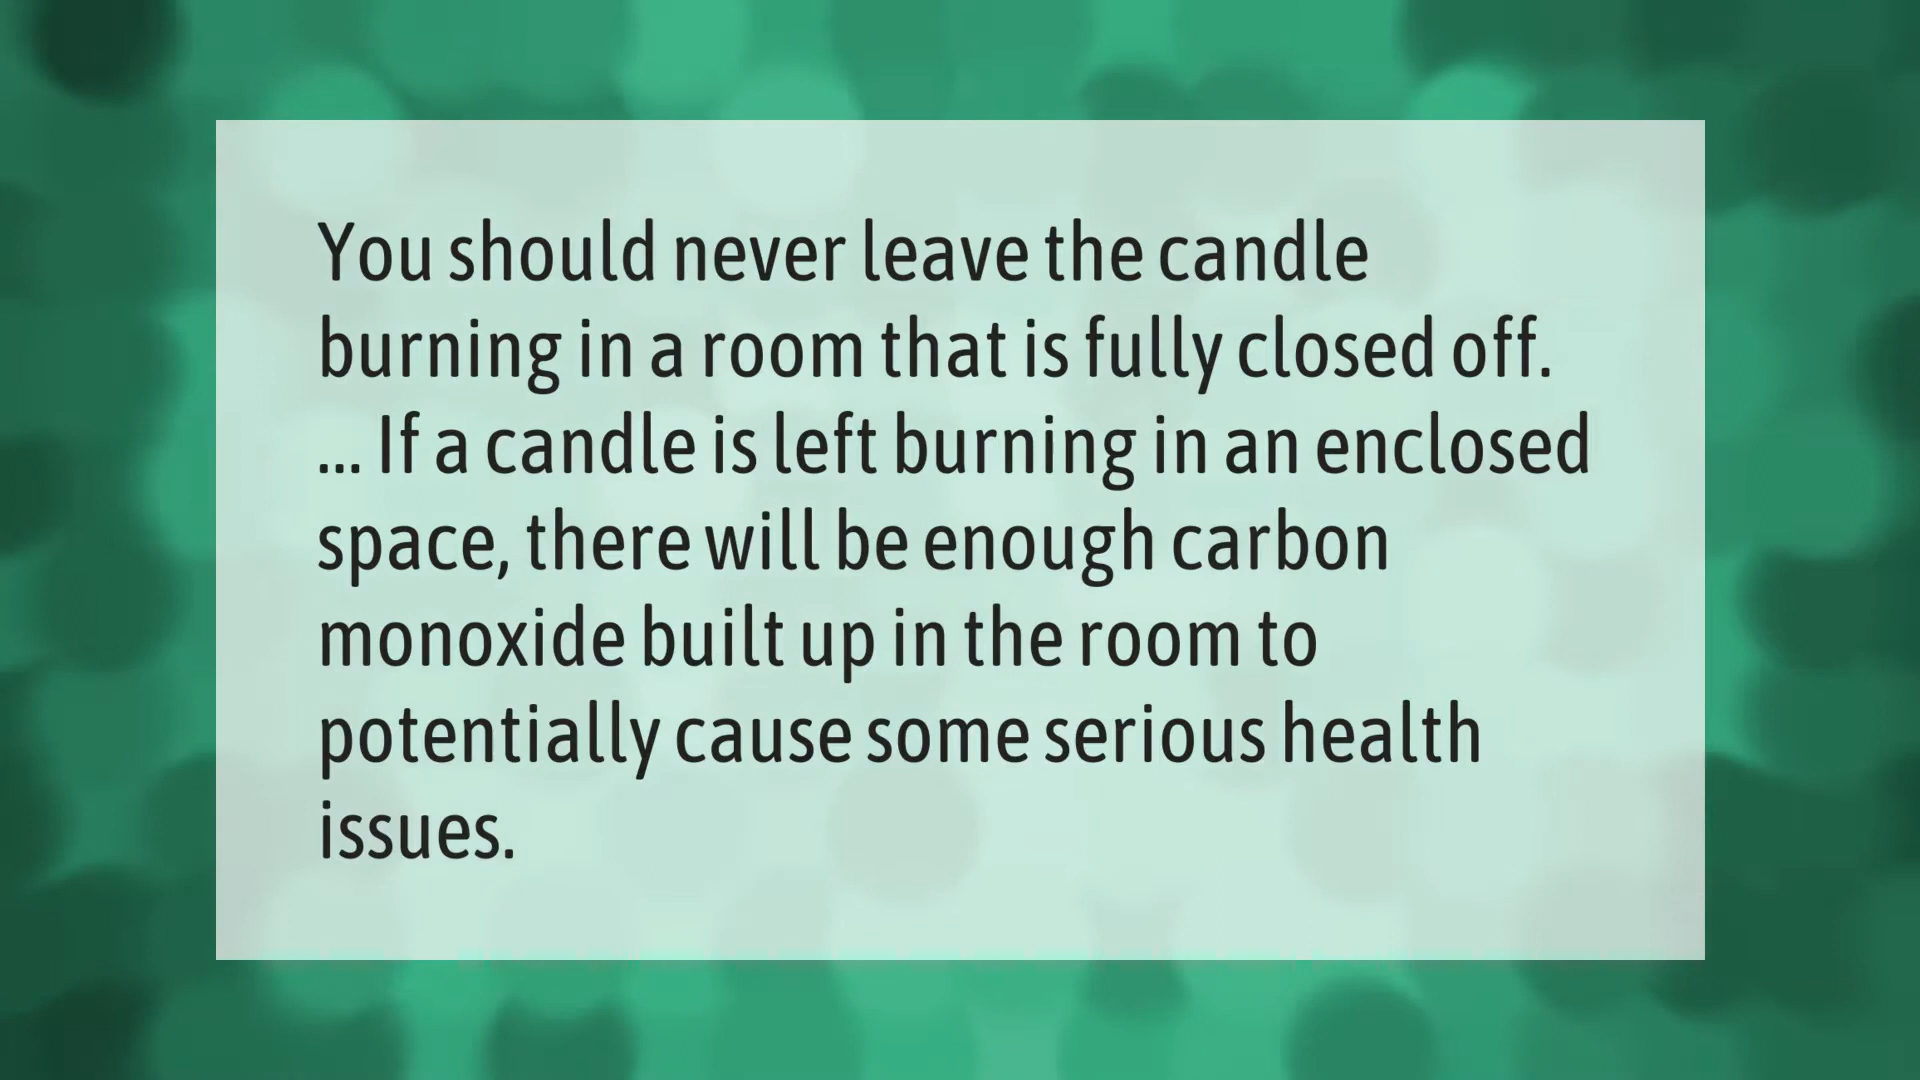 You should never leave the candle
burning in a room that is fully closed off.
... If a candle is left burning in an enclosed
space, there will be enough carbon
monoxide built up in the room to
potentially cause some serious health
issues.